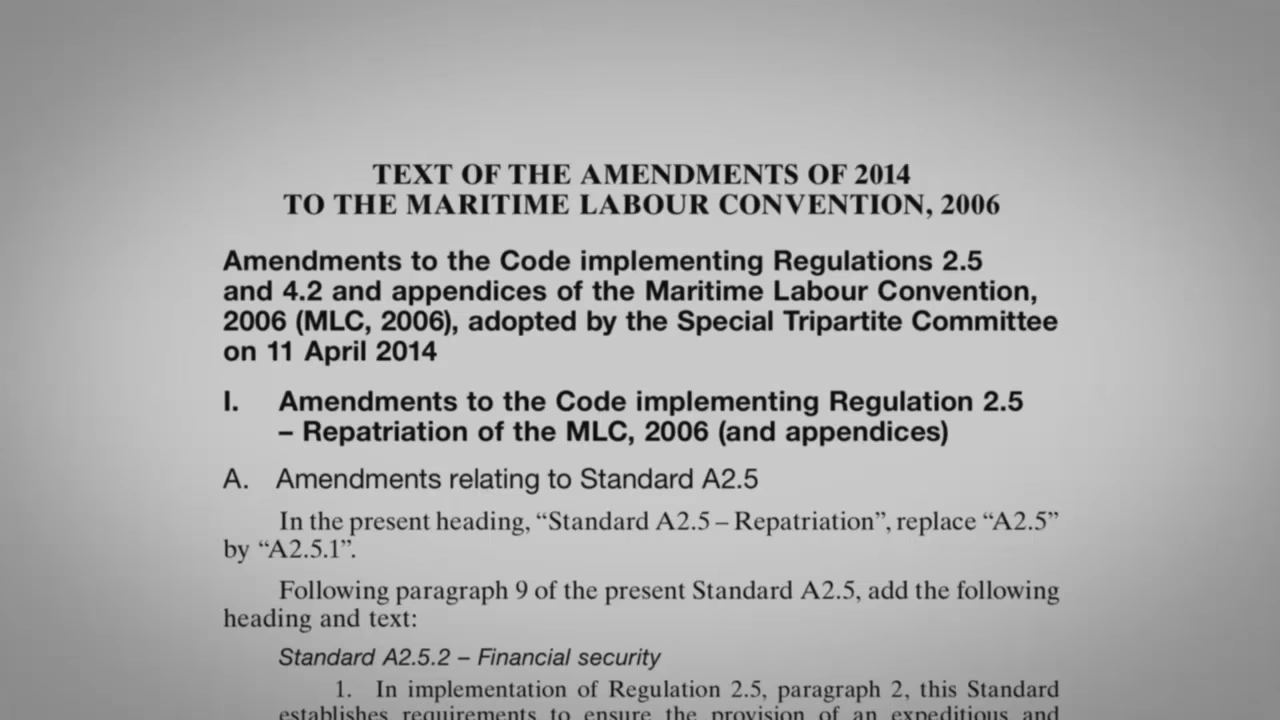 TEXT OF THE AMENDMENTS OF 2014
TO THE MARITIME LABOUR CONVENTION, 2006
Amendments to the Code implementing Regulations 2.5
and 4.2 and appendices of the Maritime Labour Convention,
2006 (MLC, 2006), adopted by the Special Tripartite Committee
on 11 April 2014
I. Amendments to the Code implementing Regulation 2.5
– Repatriation of the MLC, 2006 (and appendices)
A. Amendments relating to Standard A2.5
In the present heading, “Standard A2.5 – Repatriation”, replace “A2.5”
by “A2.5.1”.
Following paragraph 9 of the present Standard A2.5, add the following
heading and text:
Standard A2.5.2 – Financial security
1. In implementation of Regulation 2.5, paragraph 2, this Standard
establishes requirements to ensure the provision of an expeditious and